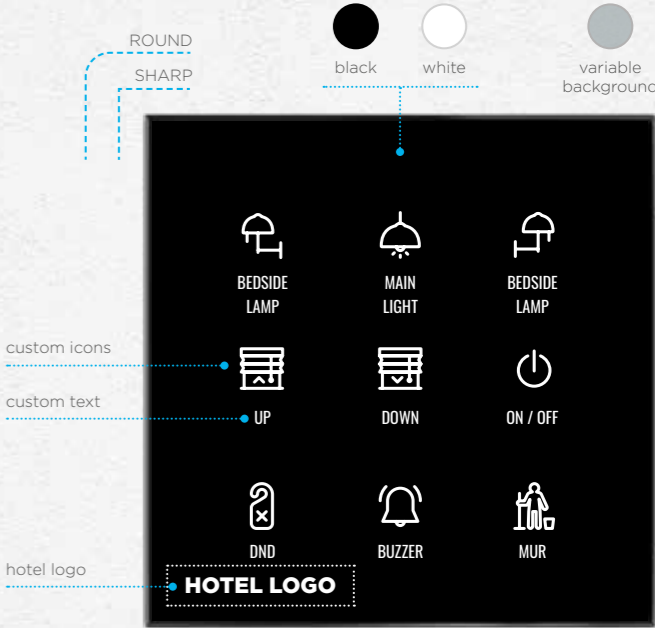 ROUND
SHARP
black
white
variable
background
BEDSIDE
LAMP
MAIN
LIGHT
BEDSIDE
LAMP
custom icons
custom text
UP
DOWN
ON / OFF
DND
BUZZER
MUR
hotel logo
HOTEL LOGO